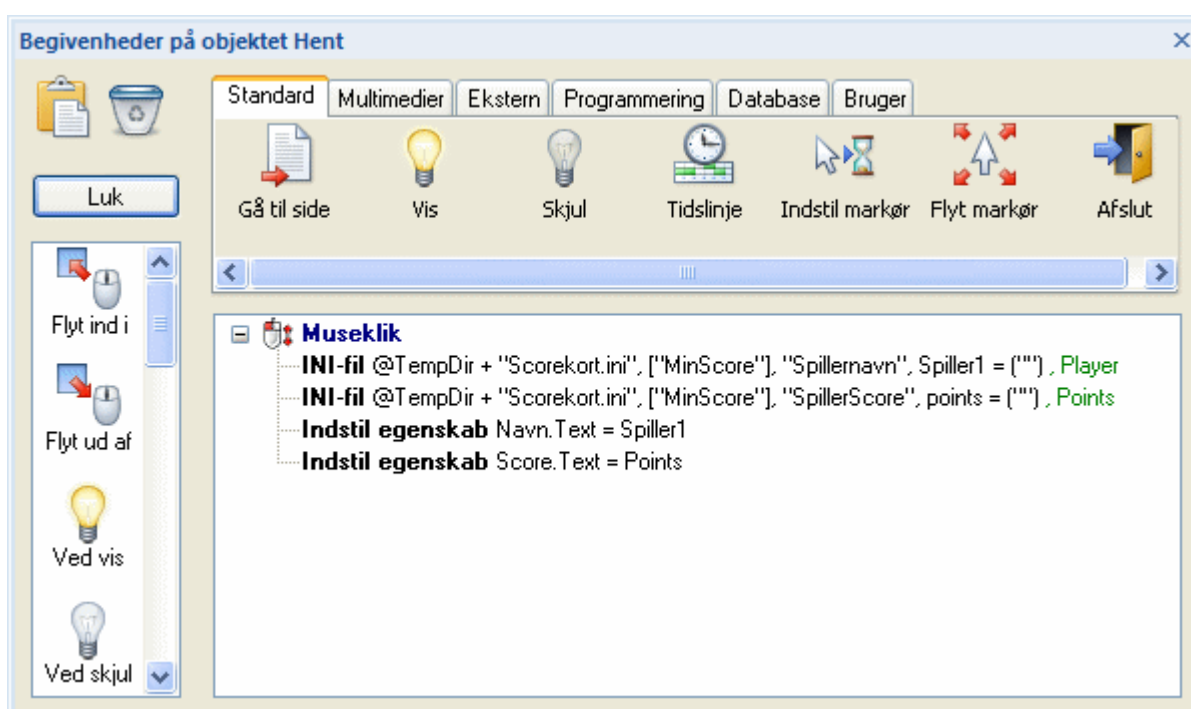 Begivenheder på objektet Hent
Standard Multimedier Ekstern Programmering Database Bruger
Luk
Gå til side Vis Skjul Tidslinje Indstil markør Flyt markør Afslut
Flyt ind i
Flyt ud af
Ved vis
Ved skjul
Museklik
INI-fil @TempDir + "Scorekort.ini", ["MinScore"], "Spillernavn", Spiller1 = ("") , Player
INI-fil @TempDir + "Scorekort.ini", ["MinScore"], "SpillerScore", points = ("") , Points
Indstil egenskab Navn.Text = Spiller1
Indstil egenskab Score.Text = Points